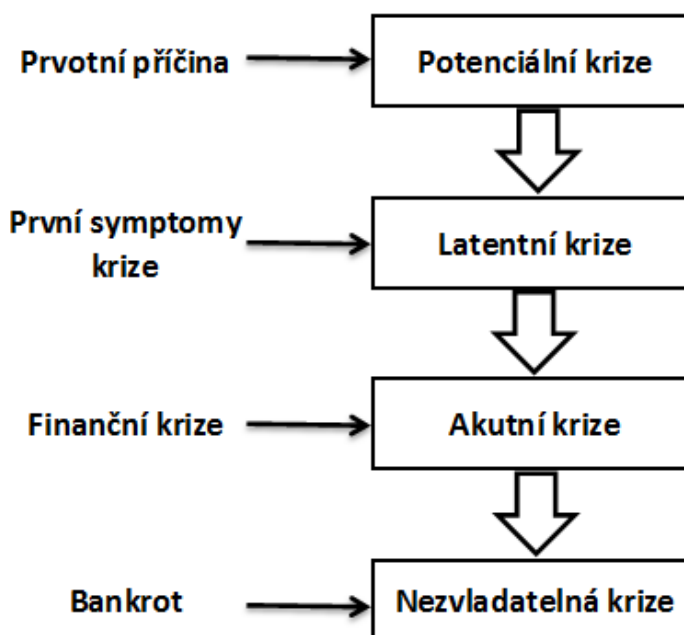 Prvotní příčina
Potenciální krize
První symptomy
krize
Latentní krize
Finanční krize
Akutní krize
Bankrot
Nezvladatelná krize